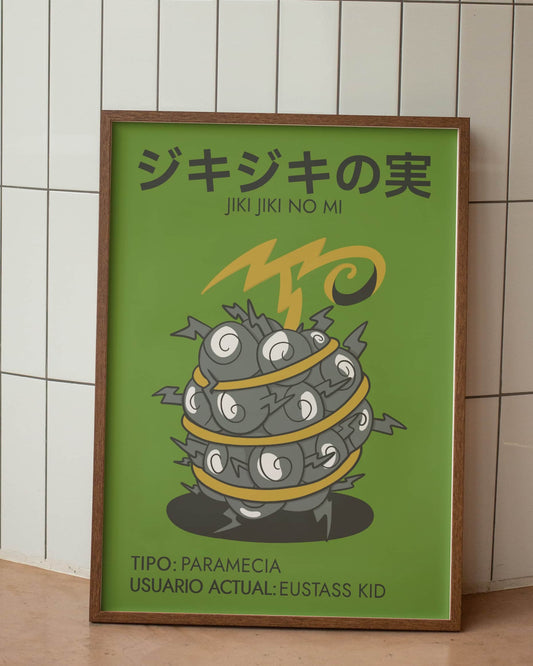 ジキジキの実
JIKI JIKI NO MI
TIPO: PARAMECIA
USUARIO ACTUAL: EUSTASS KID